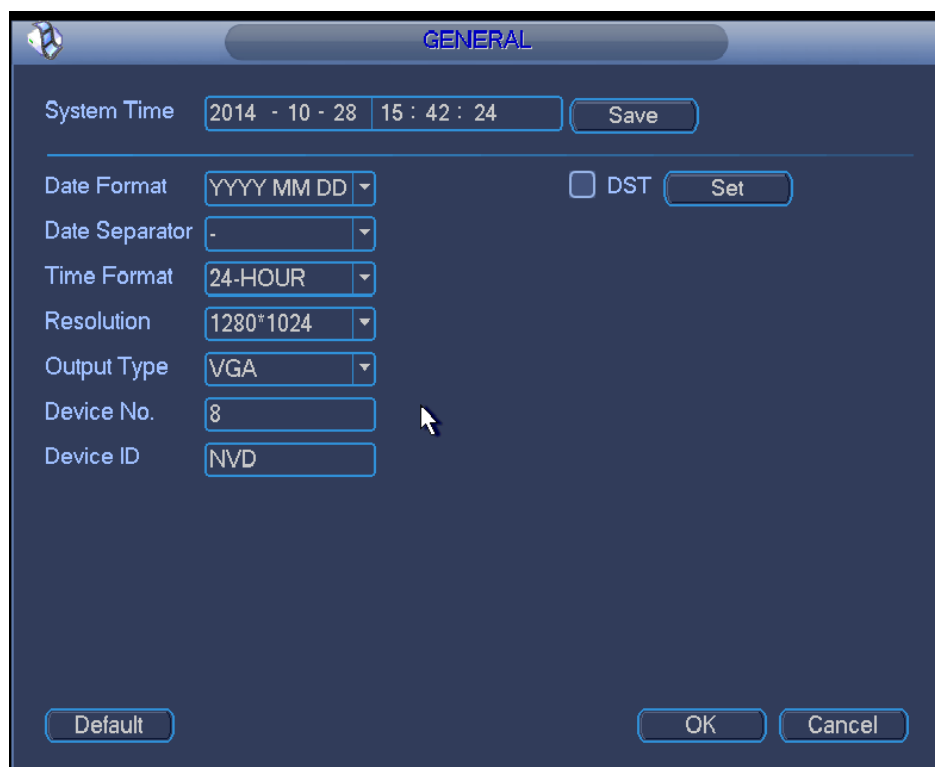 GENERAL
System Time 2014 - 10 - 28 15 : 42 : 24 Save
Date Format YYYY MM DD DST Set
Date Separator -
Time Format 24-HOUR
Resolution 1280*1024
Output Type VGA
Device No. 8
Device ID NVD
Default OK Cancel